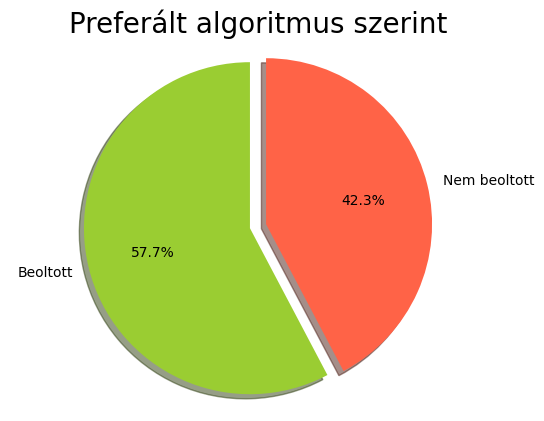 Preferált algoritmus szerint
Nem beoltott
42.3%
57.7%
Beoltott